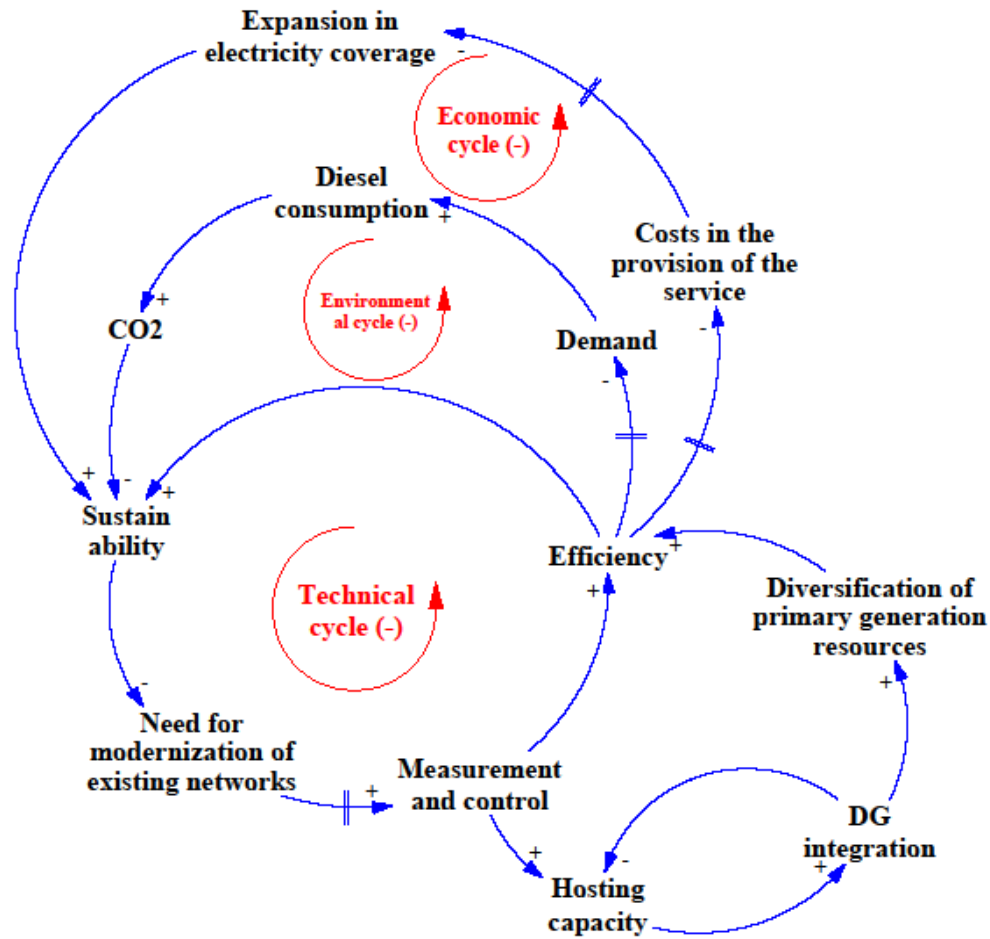 Expansion in
electricity coverage
-
Economic
cycle (-)
Diesel
consumption
+
Costs in the
provision of the
service
-
Environment
al cycle (-)
+
CO2
Demand
-
+
-
+
Sustain
ability
Efficiency
+
+
Technical
cycle (-)
Diversification of
primary generation
resources
+
-
Need for
modernization of
existing networks
+
Measurement
and control
+
DG
integration
+
-
Hosting
capacity